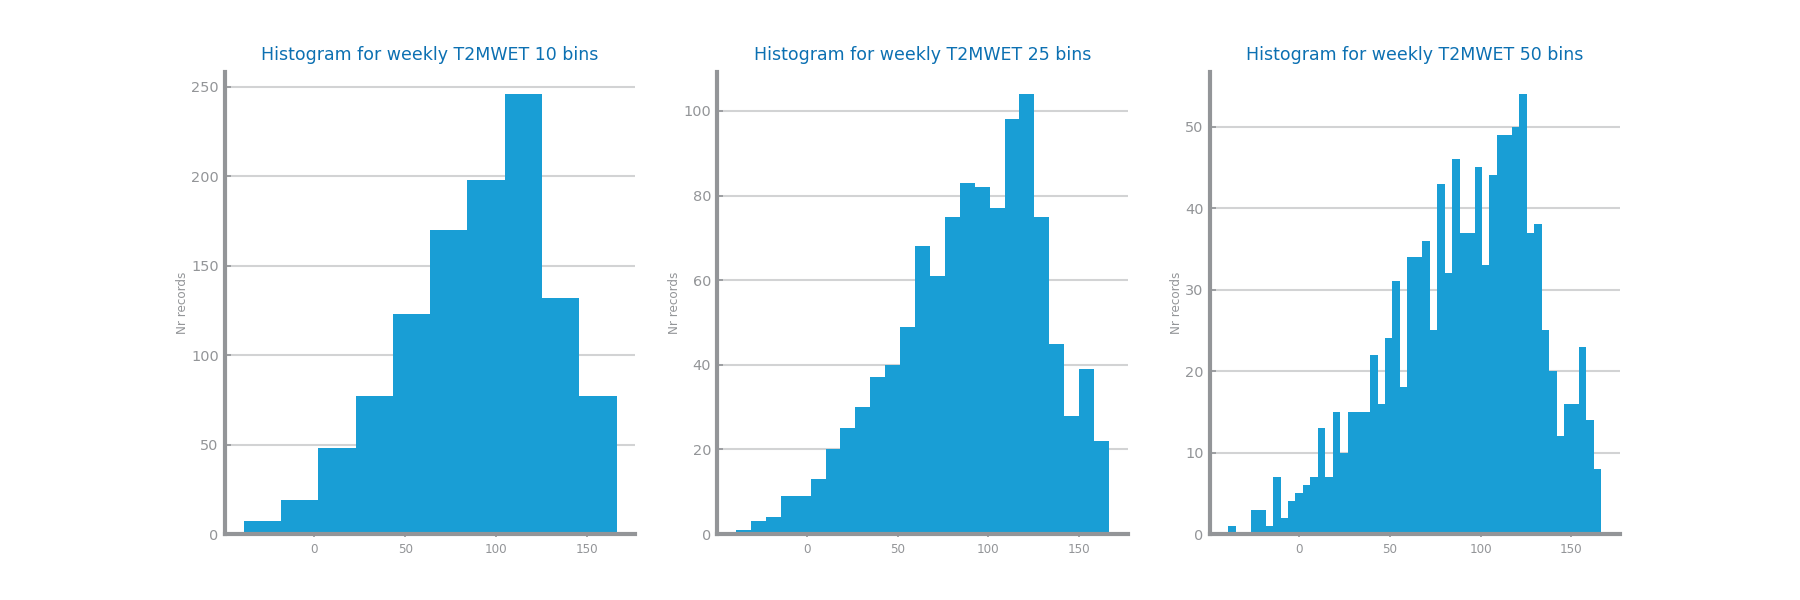 Histogram for weekly T2MWET 10 bins
Nr records
250
200
150
100
50
0
0 50 100 150
Histogram for weekly T2MWET 25 bins
Nr records
100
80
60
40
20
0
0 50 100 150
Histogram for weekly T2MWET 50 bins
Nr records
50
40
30
20
10
0
0 50 100 150